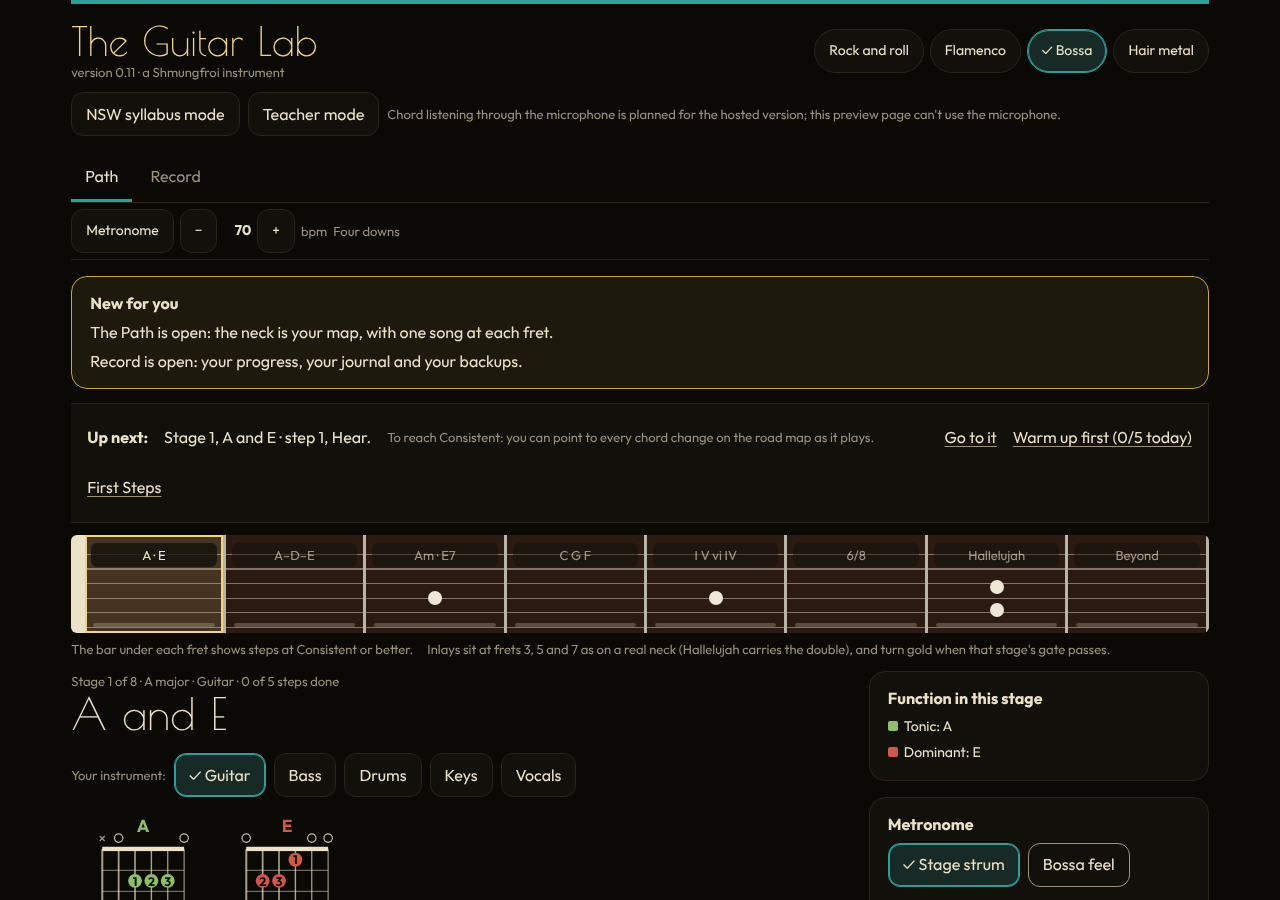 The Guitar Lab
version 0.11 · a Shmungfroi instrument
Rock and roll
Flamenco
✓ Bossa
Hair metal
NSW syllabus mode
Teacher mode
Chord listening through the microphone is planned for the hosted version; this preview page can't use the microphone.
Path
Record
Metronome
−
70
+
bpm Four downs
New for you
The Path is open: the neck is your map, with one song at each fret.
Record is open: your progress, your journal and your backups.
Up next: Stage 1, A and E · step 1, Hear. To reach Consistent: you can point to every chord change on the road map as it plays.
Go to it
Warm up first (0/5 today)
First Steps
A · E
A–D–E
Am · E7
C G F
I V vi IV
6/8
Hallelujah
Beyond
The bar under each fret shows steps at Consistent or better. Inlays sit at frets 3, 5 and 7 as on a real neck (Hallelujah carries the double), and turn gold when that stage's gate passes.
Stage 1 of 8 · A major · Guitar · 0 of 5 steps done
A and E
Your instrument:
✓ Guitar
Bass
Drums
Keys
Vocals
A
× O O
1 2 3
E
O O O
1
2 3
Function in this stage
Tonic: A
Dominant: E
Metronome
✓ Stage strum
Bossa feel